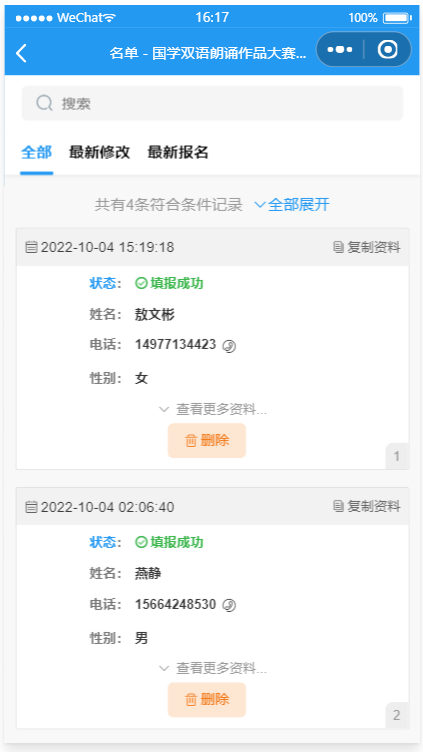 WeChat 16:17 100%
名单 - 国学双语朗诵作品大赛...
搜索
全部 最新修改 最新报名
共有4条符合条件记录 全部展开
2022-10-04 15:19:18 复制资料
状态： 填报成功
姓名： 敖文彬
电话： 14977134423
性别： 女
查看更多资料...
删除
1
2022-10-04 02:06:40 复制资料
状态： 填报成功
姓名： 燕静
电话： 15664248530
性别： 男
查看更多资料...
删除
2